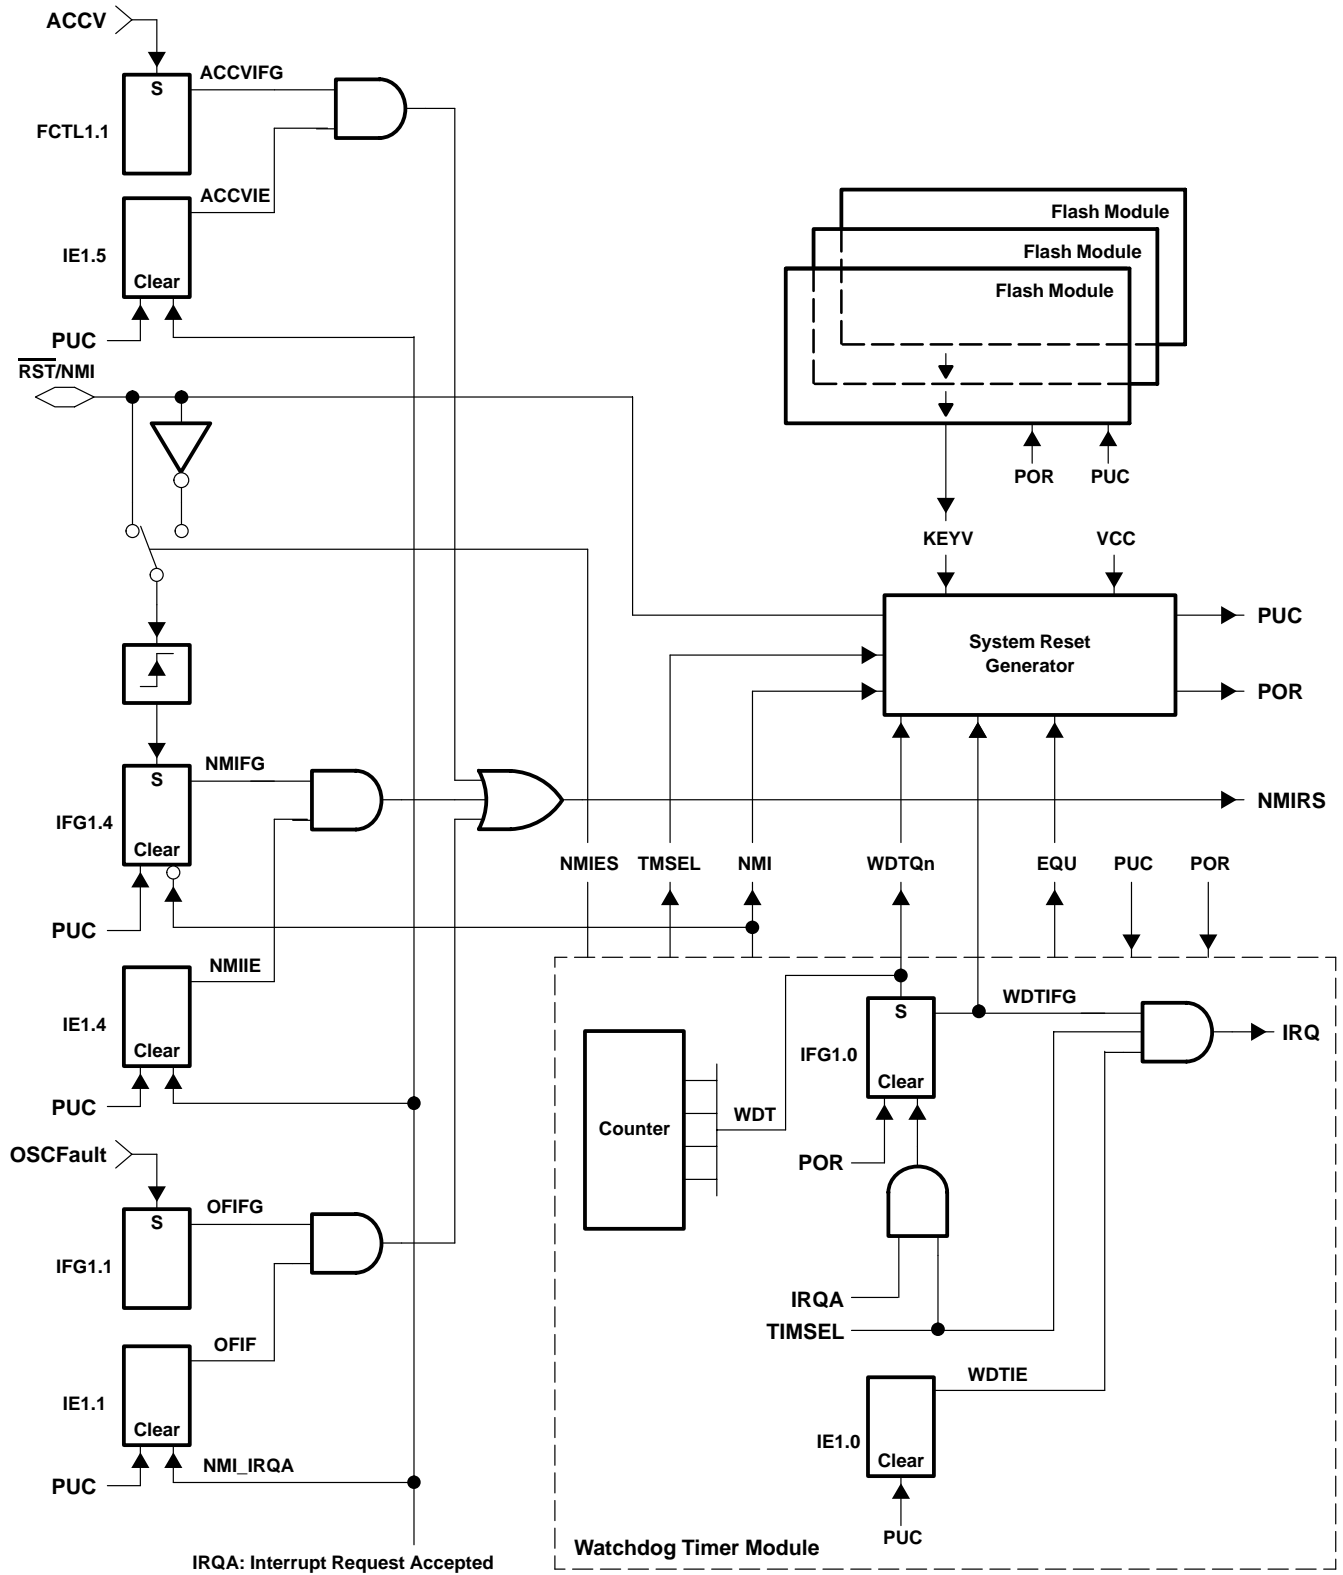 ACCV
S
ACCVIFG
FCTL1.1
ACCVIE
IE1.5
Clear
PUC
RST/NMI
Flash Module
Flash Module
Flash Module
POR
PUC
KEYV
VCC
System Reset
Generator
PUC
POR
S
NMIFG
IFG1.4
Clear
NMIRS
NMIES
TMSEL
NMI
WDTQn
EQU
PUC
POR
PUC
NMIIE
IE1.4
Clear
PUC
S
WDTIFG
IFG1.0
Clear
IRQ
Counter
WDT
POR
OSCFault
S
OFIFG
IFG1.1
IRQA
TIMSEL
OFIF
IE1.1
Clear
WDTIE
IE1.0
Clear
NMI_IRQA
PUC
PUC
Watchdog Timer Module
IRQA: Interrupt Request Accepted